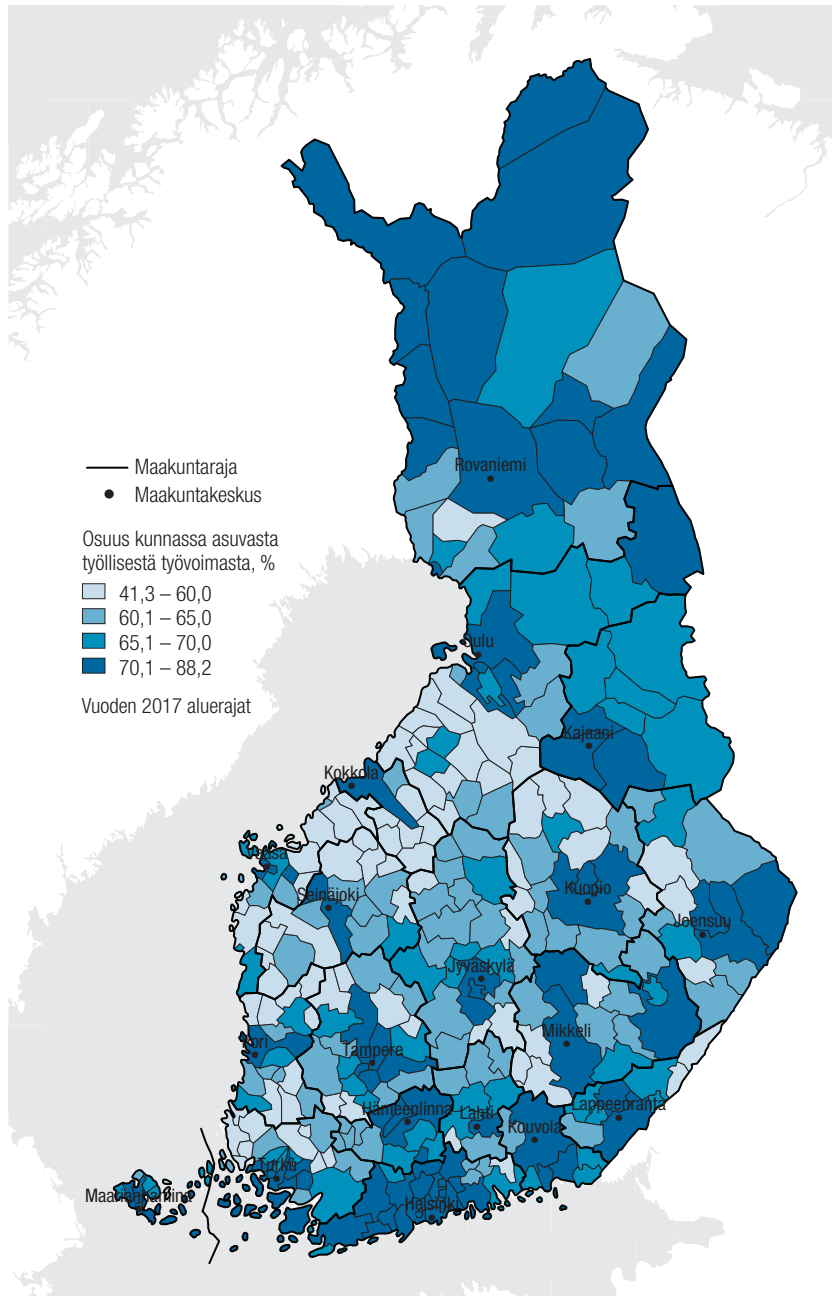 Rovaniemi
Maakuntaraja
Maakuntakeskus
Osuus kunnassa asuvasta
työllisestä työvoimasta, %
41,3 – 60,0
60,1 – 65,0
65,1 – 70,0
70,1 – 88,2
Vuoden 2017 aluerajat
Oulu
Kajaani
Kokkola
Vaasa
Seinäjoki
Kuopio
Joensuu
Jyväskylä
Mikkeli
Pori
Tampere
Hämeenlinna
Lahti
Lappeenranta
Kouvola
Turku
Maarianhamina
Helsinki